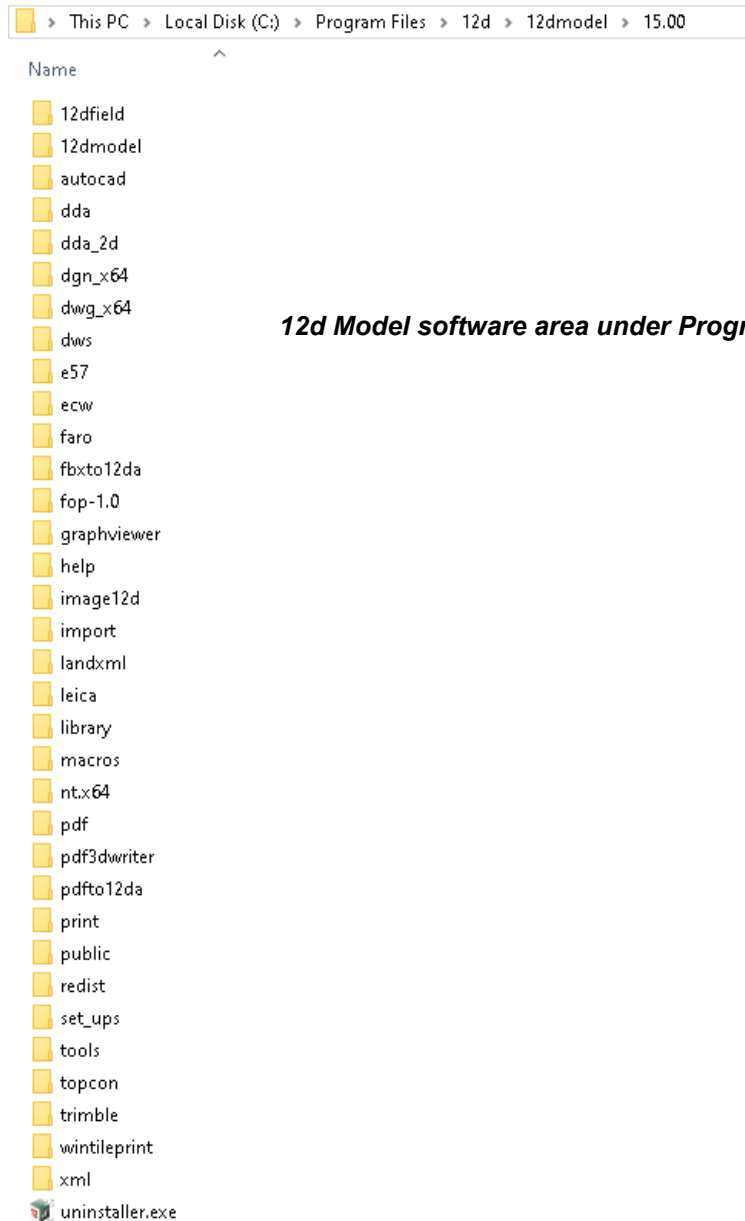 This PC > Local Disk (C:) > Program Files > 12d > 12dmodel > 15.00
Name
12dfield
12dmodel
autocad
dda
dda_2d
dgn_x64
dwg_x64
12d Model software area under Progr
dws
e57
ecw
faro
fbxto12da
fop-1.0
graphviewer
help
image12d
import
landxml
leica
library
macros
nt.x64
pdf
pdf3dwriter
pdfto12da
print
public
redist
set_ups
tools
topcon
trimble
wintileprint
xml
uninstaller.exe